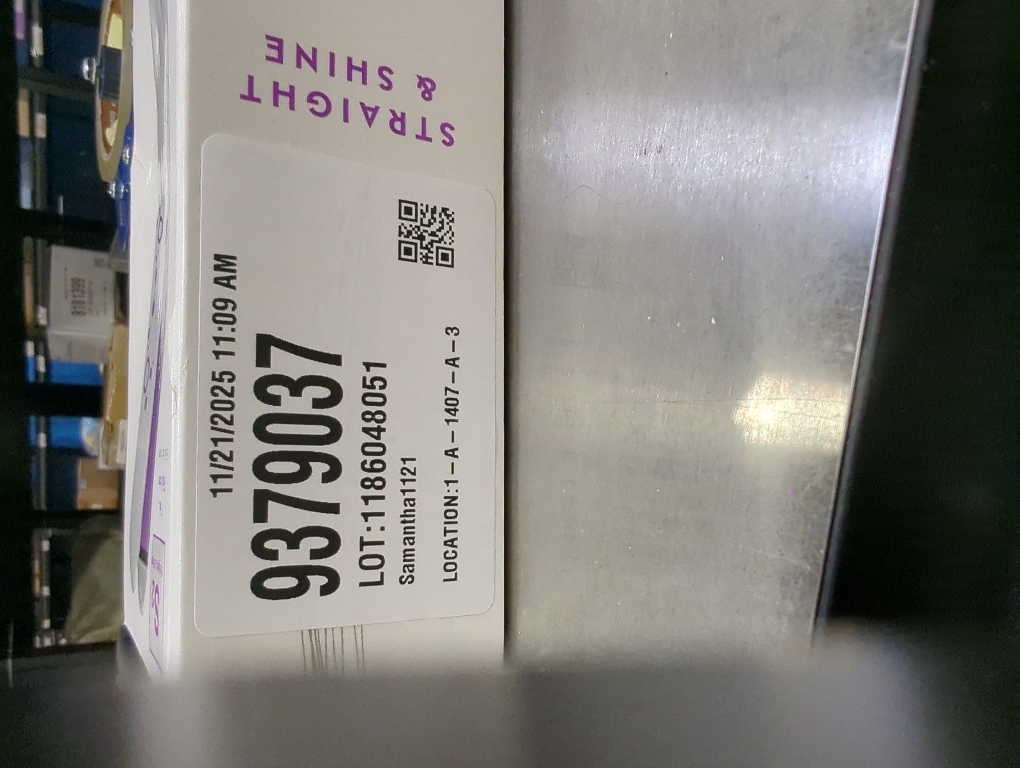 STRAIGHT
& SHINE
11/21/2025 11:09 AM
9379037
LOT:1186048051
Samantha1121
LOCATION:1-A-1407-A-3